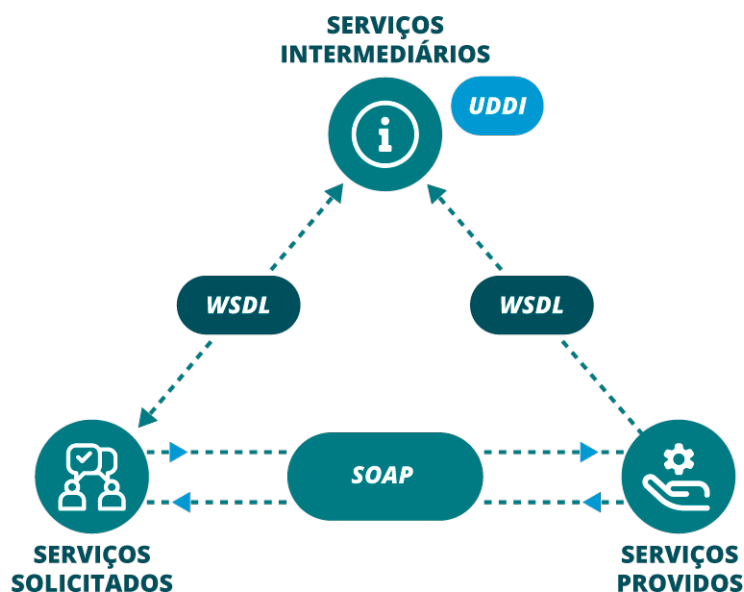 SERVIÇOS
INTERMEDIÁRIOS
UDDI
WSDL
WSDL
SOAP
SERVIÇOS
SOLICITADOS
SERVIÇOS
PROVIDOS